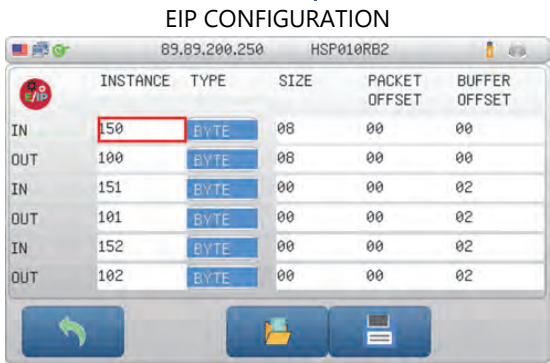 EIP CONFIGURATION
89.89.200.250 HSP010RB2
E/IP
INSTANCE TYPE SIZE PACKET OFFSET BUFFER OFFSET
IN 150 BYTE 08 00 00
OUT 100 BYTE 08 00 00
IN 151 BYTE 00 00 02
OUT 101 BYTE 00 00 02
IN 152 BYTE 00 00 02
OUT 102 BYTE 00 00 02